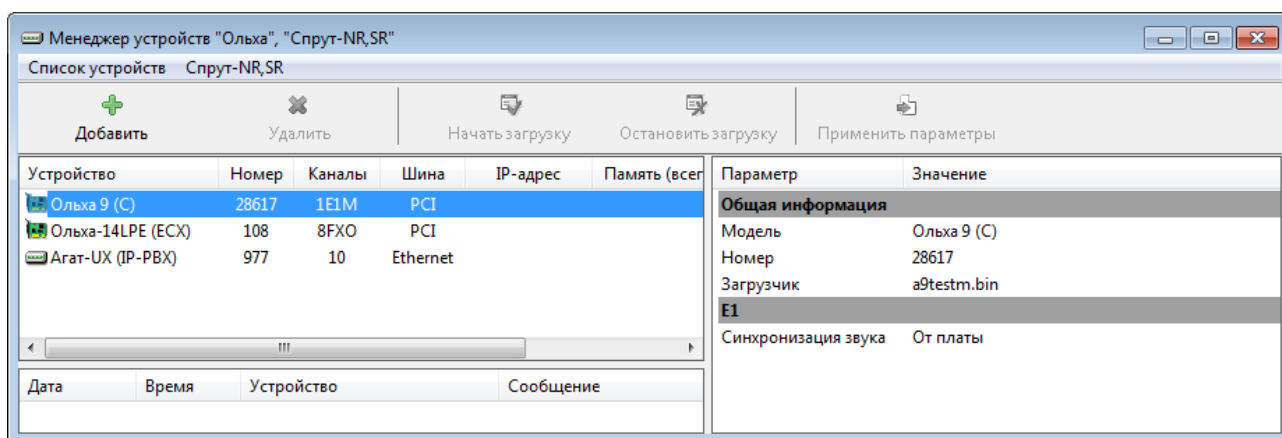 Менеджер устройств "Ольха", "Спрут-NR,SR"
Список устройств Спрут-NR,SR
Добавить Удалить Начать загрузку Остановить загрузку Применить параметры
Устройство Номер Каналы Шина IP-адрес Память (всег
Ольха 9 (C) 28617 1E1M PCI
Ольха-14LPE (ECX) 108 8FXO PCI
Агат-UX (IP-PBX) 977 10 Ethernet
Дата Время Устройство Сообщение
Параметр Значение
Общая информация
Модель Ольха 9 (C)
Номер 28617
Загрузчик a9testm.bin
E1
Синхронизация звука От платы